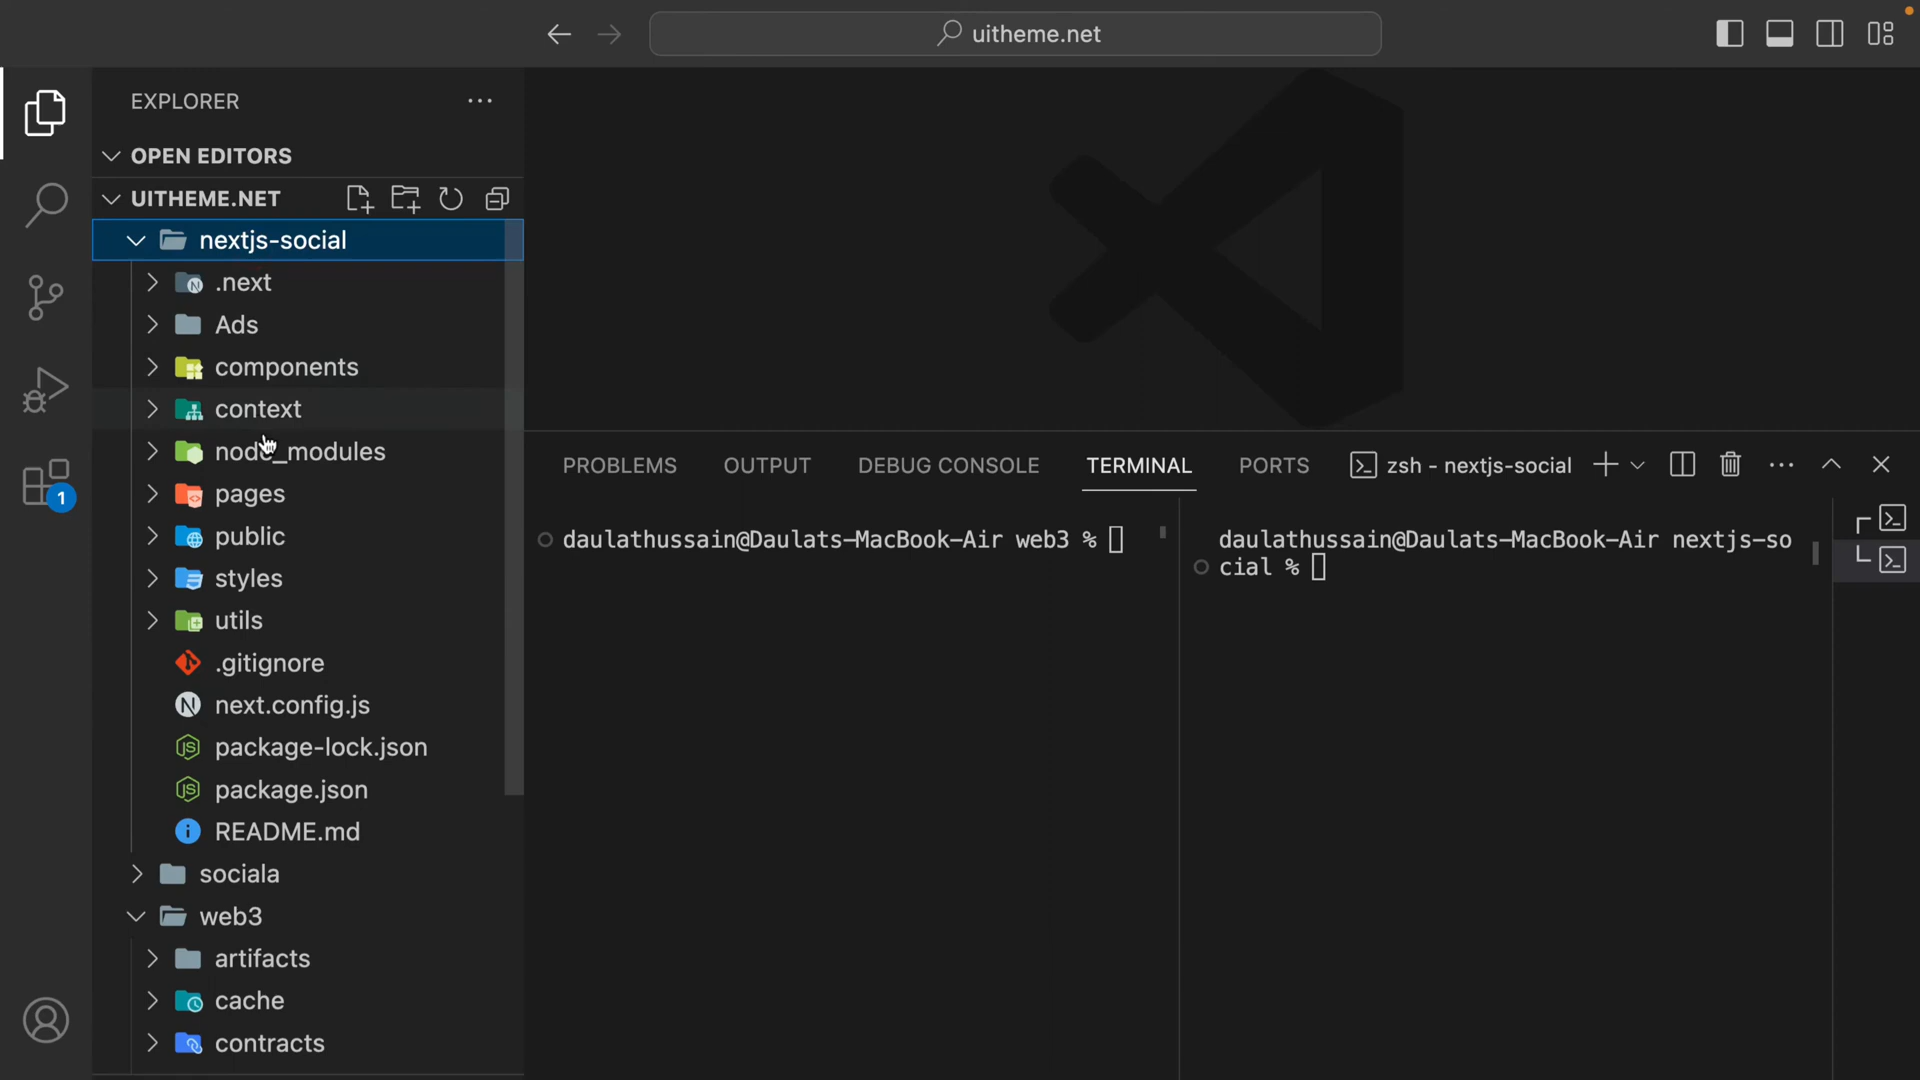 uitheme.net
EXPLORER
OPEN EDITORS
UITHEME.NET
nextjs-social
.next
Ads
components
context
node_modules
pages
public
styles
utils
.gitignore
next.config.js
package-lock.json
package.json
README.md
sociala
web3
artifacts
cache
contracts
1
PROBLEMS OUTPUT DEBUG CONSOLE TERMINAL PORTS zsh - nextjs-social
daulathussain@Daulats-MacBook-Air web3 %
daulathussain@Daulats-MacBook-Air nextjs-so
cial %